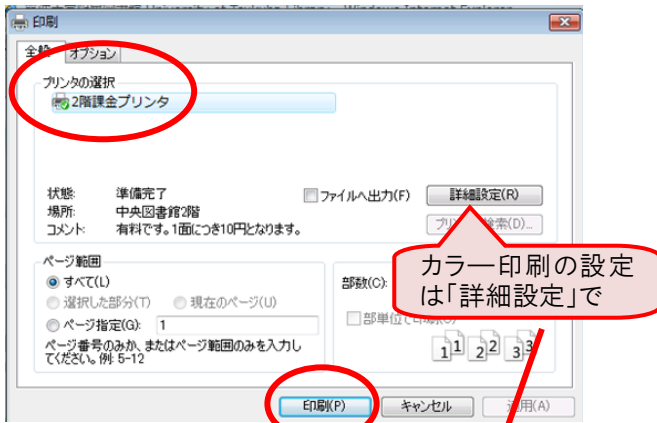 印刷
全般 オプション
プリンタの選択
2階課金プリンタ
状態: 準備完了
ファイルへ出力(F)
詳細設定(R)
場所: 中央図書館2階
コメント: 有料です。1面につき10円となります。
カラー印刷の設定
は「詳細設定」で
ページ範囲
すべて(L)
部数(C):
選択した部分(T) 現在のページ(U)
ページ指定(G): 1
ページ番号のみか、またはページ範囲のみを入力し
てください。例: 5-12
11 22 33
印刷(P) キャンセル 適用(A)